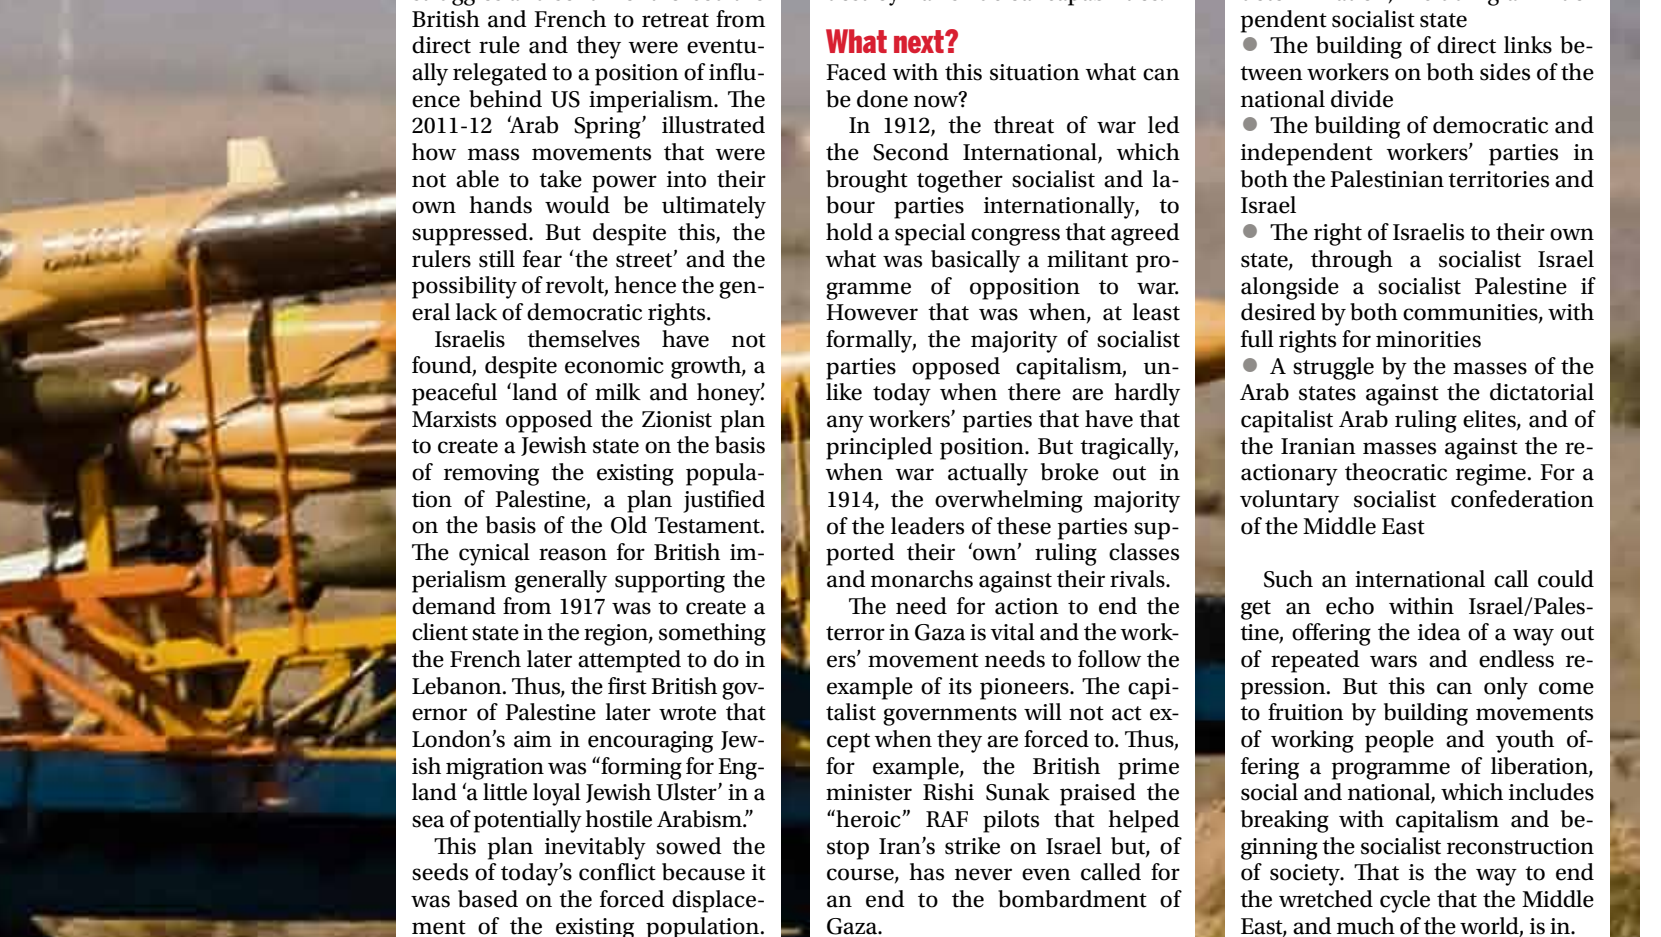 British and French to retreat from
direct rule and they were eventu-
ally relegated to a position of influ-
ence behind US imperialism. The
2011-12 ‘Arab Spring’ illustrated
how mass movements that were
not able to take power into their
own hands would be ultimately
suppressed. But despite this, the
rulers still fear ‘the street’ and the
possibility of revolt, hence the gen-
eral lack of democratic rights.
Israelis themselves have not
found, despite economic growth, a
peaceful ‘land of milk and honey’.
Marxists opposed the Zionist plan
to create a Jewish state on the basis
of removing the existing popula-
tion of Palestine, a plan justified
on the basis of the Old Testament.
The cynical reason for British im-
perialism generally supporting the
demand from 1917 was to create a
client state in the region, something
the French later attempted to do in
Lebanon. Thus, the first British gov-
ernor of Palestine later wrote that
London’s aim in encouraging Jew-
ish migration was “forming for Eng-
land ‘a little loyal Jewish Ulster’ in a
sea of potentially hostile Arabism.”
This plan inevitably sowed the
seeds of today’s conflict because it
was based on the forced displace-
ment of the existing population.
What next?
Faced with this situation what can
be done now?
In 1912, the threat of war led
the Second International, which
brought together socialist and la-
bour parties internationally, to
hold a special congress that agreed
what was basically a militant pro-
gramme of opposition to war.
However that was when, at least
formally, the majority of socialist
parties opposed capitalism, un-
like today when there are hardly
any workers’ parties that have that
principled position. But tragically,
when war actually broke out in
1914, the overwhelming majority
of the leaders of these parties sup-
ported their ‘own’ ruling classes
and monarchs against their rivals.
The need for action to end the
terror in Gaza is vital and the work-
ers’ movement needs to follow the
example of its pioneers. The capi-
talist governments will not act ex-
cept when they are forced to. Thus,
for example, the British prime
minister Rishi Sunak praised the
“heroic” RAF pilots that helped
stop Iran’s strike on Israel but, of
course, has never even called for
an end to the bombardment of
Gaza.
pendent socialist state
● The building of direct links be-
tween workers on both sides of the
national divide
● The building of democratic and
independent workers’ parties in
both the Palestinian territories and
Israel
● The right of Israelis to their own
state, through a socialist Israel
alongside a socialist Palestine if
desired by both communities, with
full rights for minorities
● A struggle by the masses of the
Arab states against the dictatorial
capitalist Arab ruling elites, and of
the Iranian masses against the re-
actionary theocratic regime. For a
voluntary socialist confederation
of the Middle East
Such an international call could
get an echo within Israel/Pales-
tine, offering the idea of a way out
of repeated wars and endless re-
pression. But this can only come
to fruition by building movements
of working people and youth of-
fering a programme of liberation,
social and national, which includes
breaking with capitalism and be-
ginning the socialist reconstruction
of society. That is the way to end
the wretched cycle that the Middle
East, and much of the world, is in.